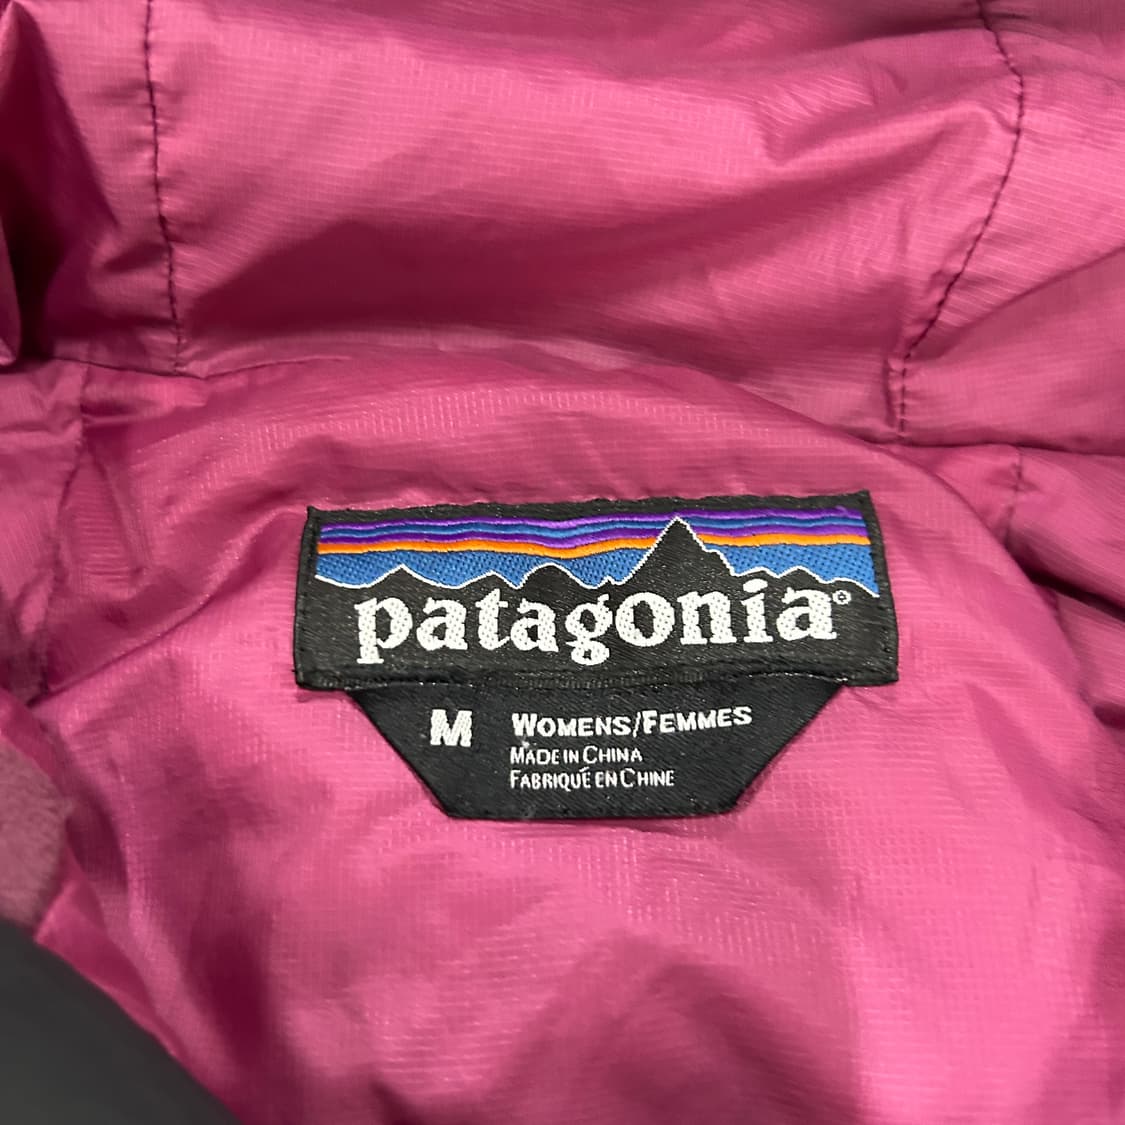 patagonia®
M WOMENS/FEMMES
MADE IN CHINA
FABRIQUÉ EN CHINE